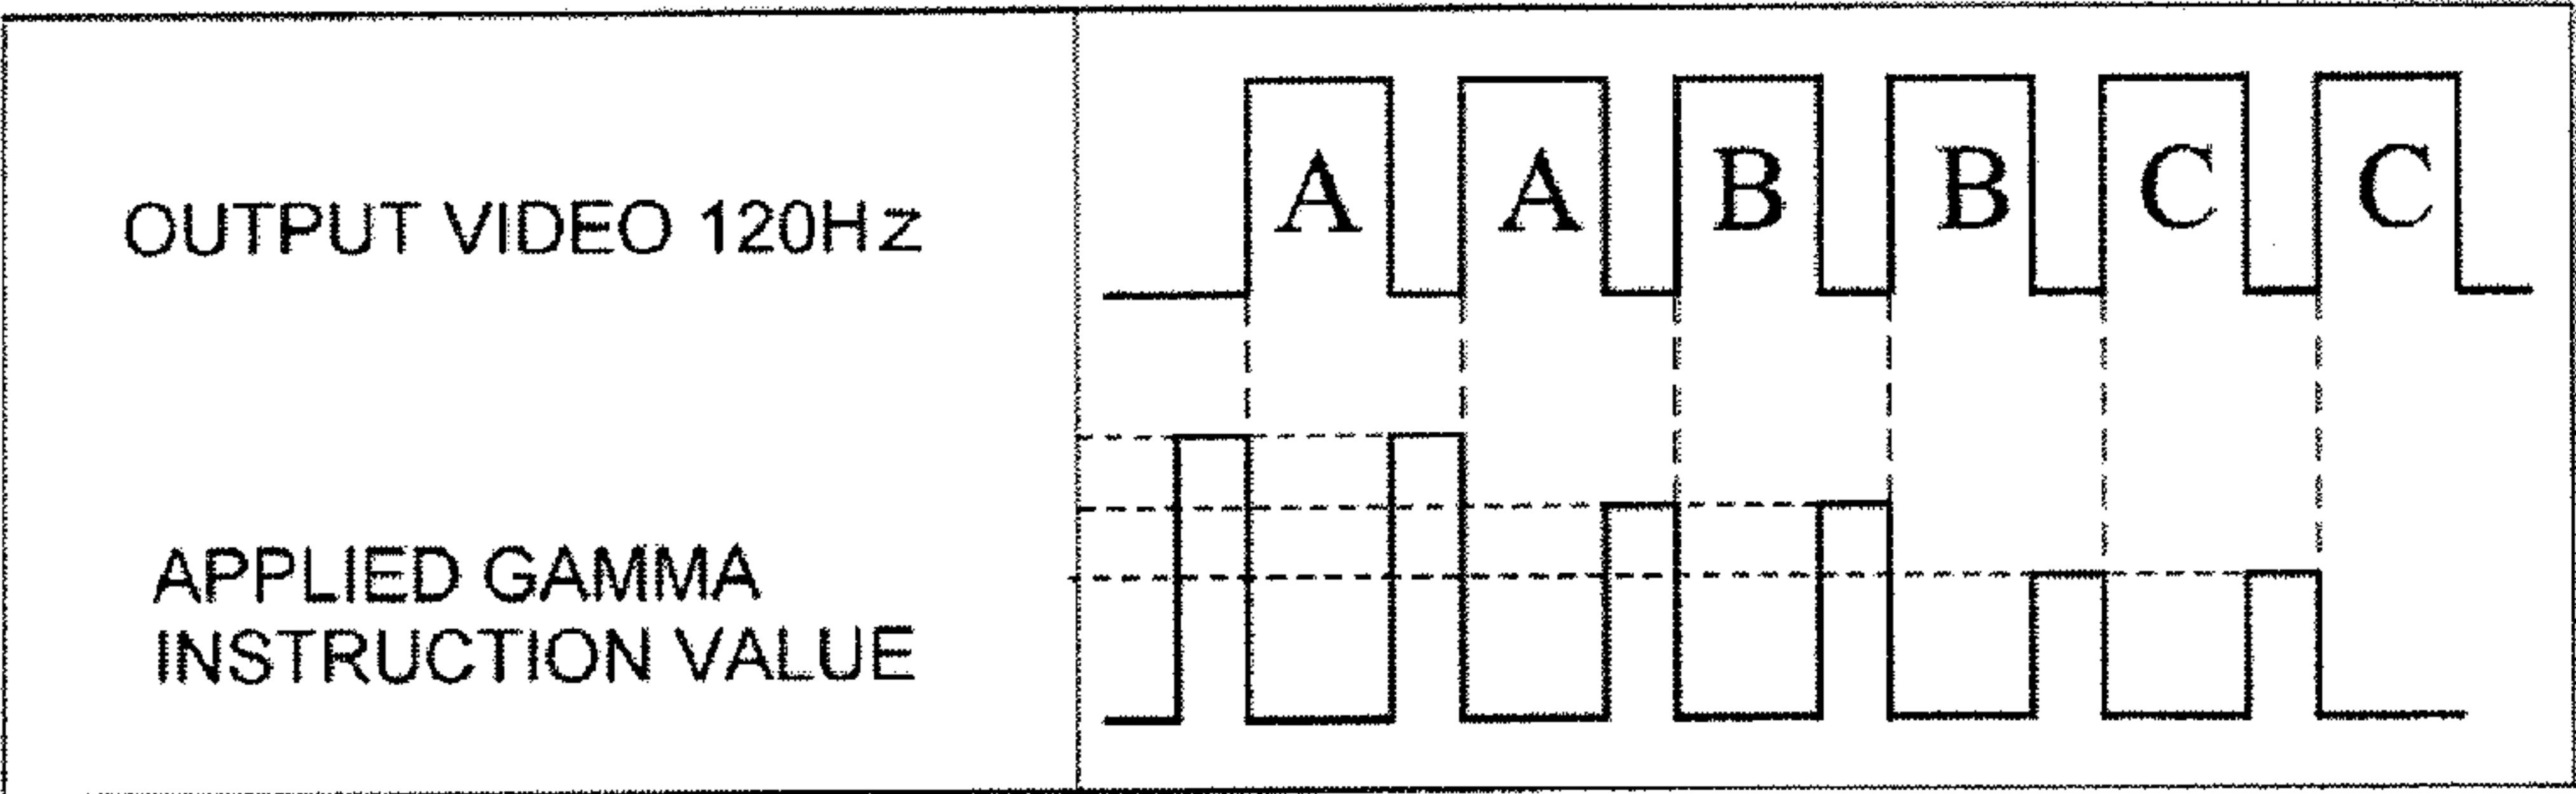 OUTPUT VIDEO 120Hz
A A B B C C
APPLIED GAMMA
INSTRUCTION VALUE